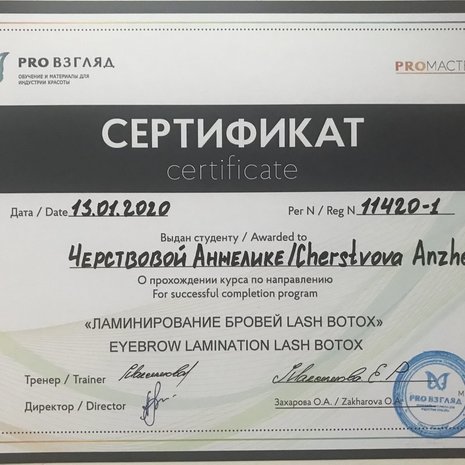 PRO ВЗГЛЯД
ОБУЧЕНИЕ И МАТЕРИАЛЫ ДЛЯ
ИНДУСТРИИ КРАСОТЫ
PROMASTE
СЕРТИФИКАТ
certificate
Дата / Date 13.01.2020 Рег N / Reg N 11420-1
Выдан студенту / Awarded to
Черствовой Анжелике/Cherstvova Anzhe
О прохождении курса по направлению
For successful completion program
«ЛАМИНИРОВАНИЕ БРОВЕЙ LASH BOTOX»
EYEBROW LAMINATION LASH BOTOX
Тренер / Trainer
Директор / Director
Захарова О.А. / Zakharova O.A.
PRO ВЗГЛЯД